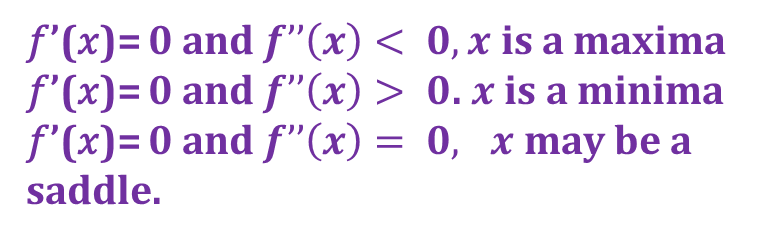 f’(x)= 0 and f’’(x) < 0, x is a maxima
f’(x)= 0 and f’’(x) > 0. x is a minima
f’(x)= 0 and f’’(x) = 0, x may be a
saddle.